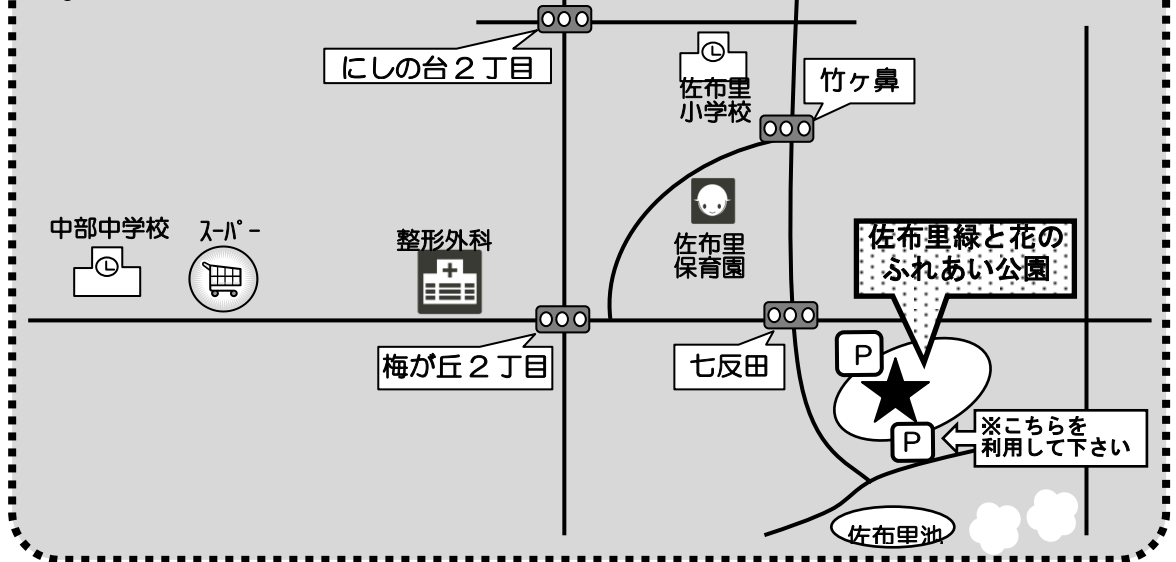 にしの台２丁目
佐布里
小学校
竹ヶ鼻
中部中学校
ｽｰﾊﾟｰ
整形外科
佐布里
保育園
佐布里緑と花の
ふれあい公園
梅が丘２丁目
七反田
P
P
※こちらを
利用して下さい
佐布里池